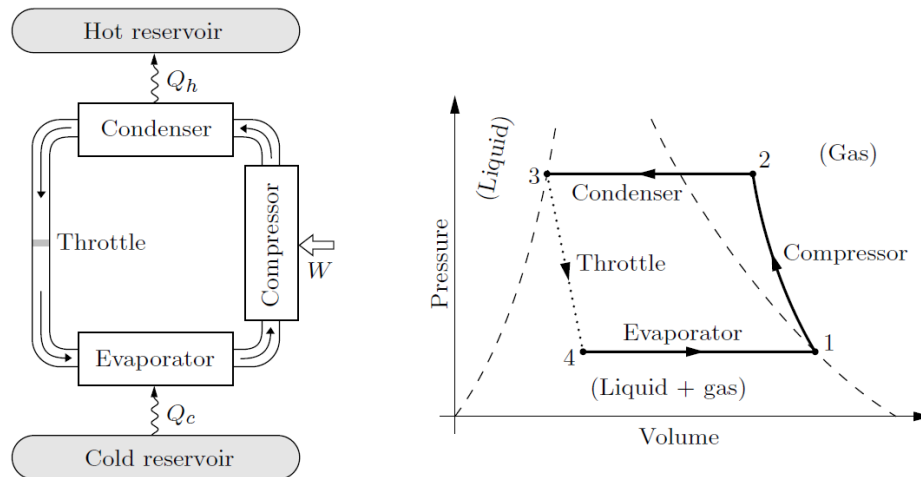 Hot reservoir
Q_h
Condenser
Throttle
Compressor
W
Evaporator
Q_c
Cold reservoir
Pressure
(Liquid)
3
2
(Gas)
Condenser
Throttle
Compressor
4
Evaporator
1
(Liquid + gas)
Volume